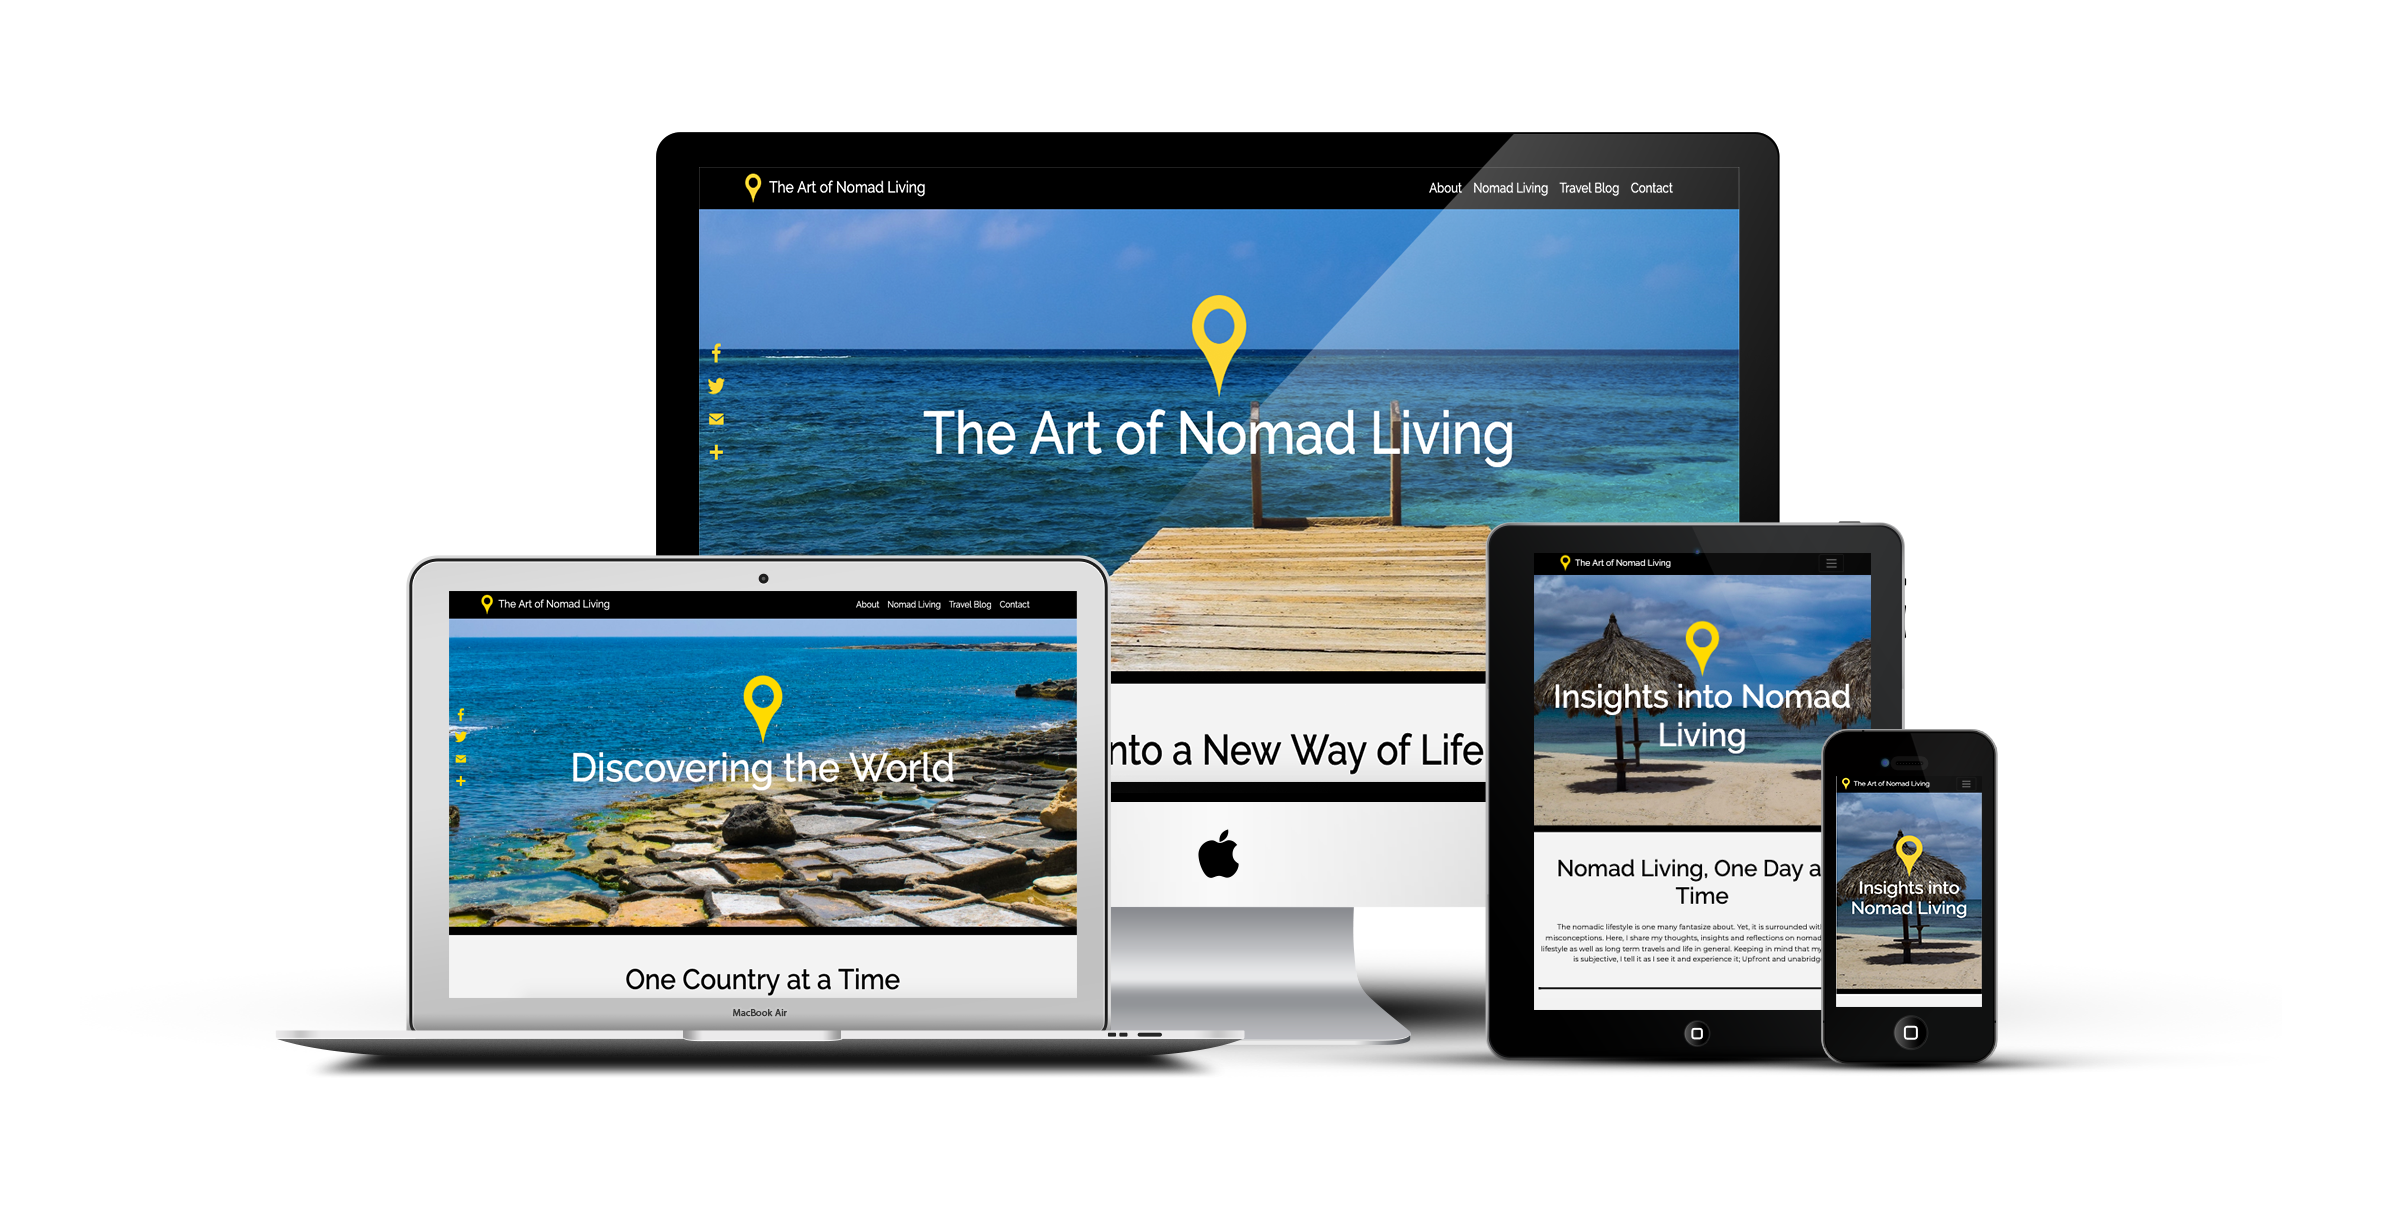 The Art of Nomad Living
About Nomad Living Travel Blog Contact
The Art of Nomad Living
nto a New Way of Life
The Art of Nomad Living
About Nomad Living Travel Blog Contact
Discovering the World
One Country at a Time
MacBook Air
The Art of Nomad Living
Insights into Nomad
Living
Nomad Living, One Day a
Time
The nomadic lifestyle is one many fantasize about. Yet, it is surrounded wit
misconceptions. Here, I share my thoughts, insights and reflections on nomad
lifestyle as well as long term travels and life in general. Keeping in mind that my
is subjective, I tell it as I see it and experience it; Upfront and unabridg
The Art of Nomad Living
Insights into
Nomad Living